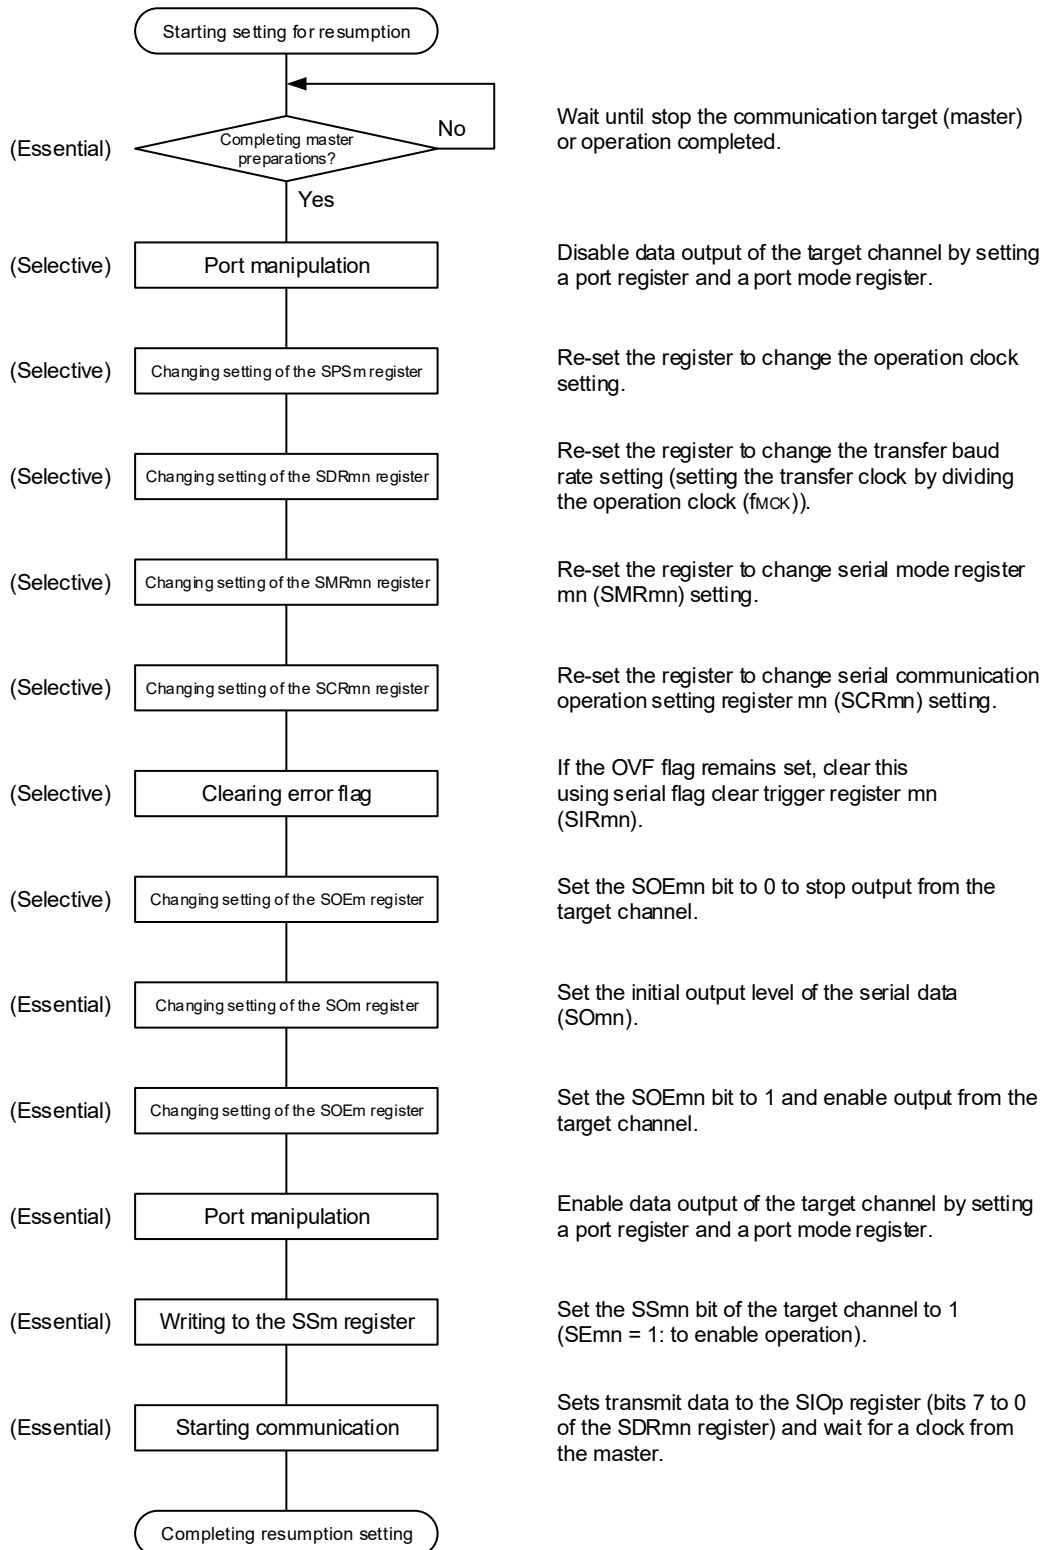 Starting setting for resumption
Wait until stop the communication target (master)
or operation completed.
(Essential)
Completing master
preparations?
No
Yes
(Selective)
Port manipulation
Disable data output of the target channel by setting
a port register and a port mode register.
(Selective)
Changing setting of the SPSm register
Re-set the register to change the operation clock
setting.
(Selective)
Changing setting of the SDRmn register
Re-set the register to change the transfer baud
rate setting (setting the transfer clock by dividing
the operation clock (fMCK)).
(Selective)
Changing setting of the SMRmn register
Re-set the register to change serial mode register
mn (SMRmn) setting.
(Selective)
Changing setting of the SCRmn register
Re-set the register to change serial communication
operation setting register mn (SCRmn) setting.
(Selective)
Clearing error flag
If the OVF flag remains set, clear this
using serial flag clear trigger register mn
(SIRmn).
(Selective)
Changing setting of the SOEm register
Set the SOEmn bit to 0 to stop output from the
target channel.
(Essential)
Changing setting of the SOm register
Set the initial output level of the serial data
(SOmn).
(Essential)
Changing setting of the SOEm register
Set the SOEmn bit to 1 and enable output from the
target channel.
(Essential)
Port manipulation
Enable data output of the target channel by setting
a port register and a port mode register.
(Essential)
Writing to the SSm register
Set the SSmn bit of the target channel to 1
(SEmn = 1: to enable operation).
(Essential)
Starting communication
Sets transmit data to the SIOp register (bits 7 to 0
of the SDRmn register) and wait for a clock from
the master.
Completing resumption setting